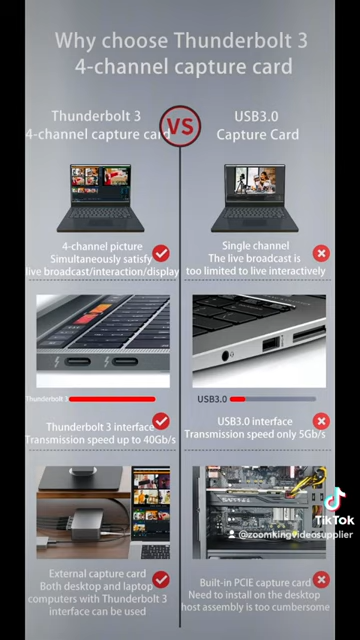 Why choose Thunderbolt 3
4-channel capture card
Thunderbolt 3
4-channel capture card
VS
USB3.0
Capture Card
4-channel picture
Simultaneously satisfy
live broadcast/interaction/display
Single channel
The live broadcast is
too limited to live interactively
Thunderbolt 3
USB3.0
Thunderbolt 3 interface
Transmission speed up to 40Gb/s
USB3.0 interface
Transmission speed only 5Gb/s
External capture card
Both desktop and laptop
computers with Thunderbolt 3
interface can be used
Built-in PCIE capture card
Need to install on the desktop
host assembly is too cumbersome
TikTok
@zoomkingvideosupplier